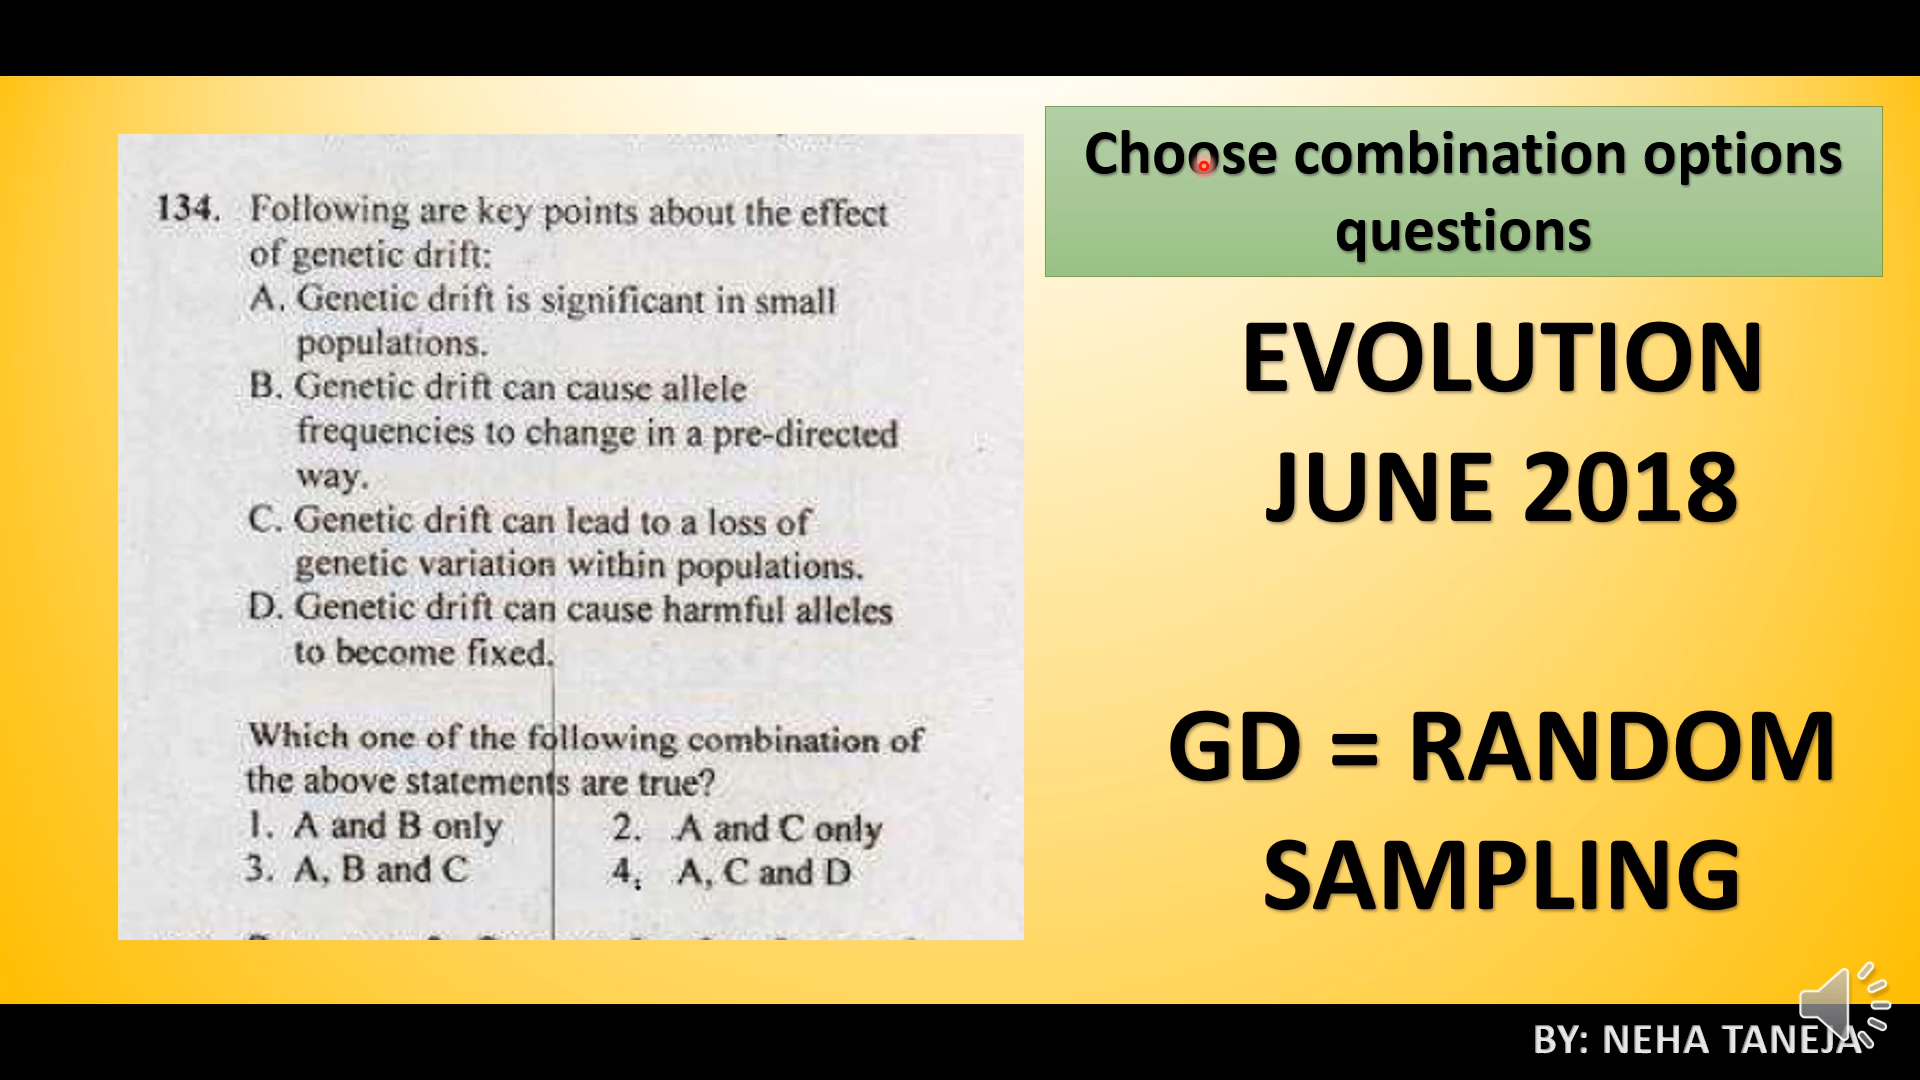 134. Following are key points about the effect
of genetic drift:
A. Genetic drift is significant in small
populations.
B. Genetic drift can cause allele
frequencies to change in a pre-directed
way.
C. Genetic drift can lead to a loss of
genetic variation within populations.
D. Genetic drift can cause harmful alleles
to become fixed.
Which one of the following combination of
the above statements are true?
1. A and B only 2. A and C only
3. A, B and C 4. A, C and D
Choose combination options
questions
EVOLUTION
JUNE 2018
GD = RANDOM
SAMPLING
BY: NEHA TANEJA